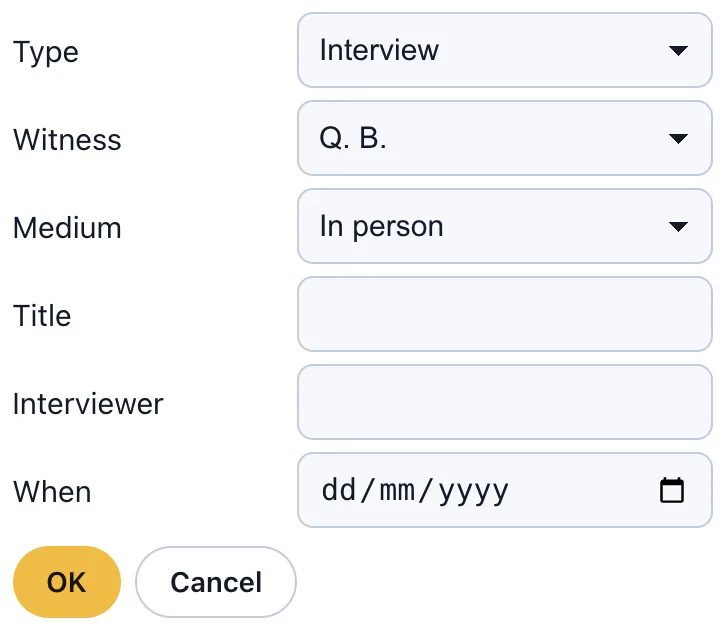 Type Interview
Witness Q. B.
Medium In person
Title
Interviewer
When dd/mm/yyyy
OK Cancel